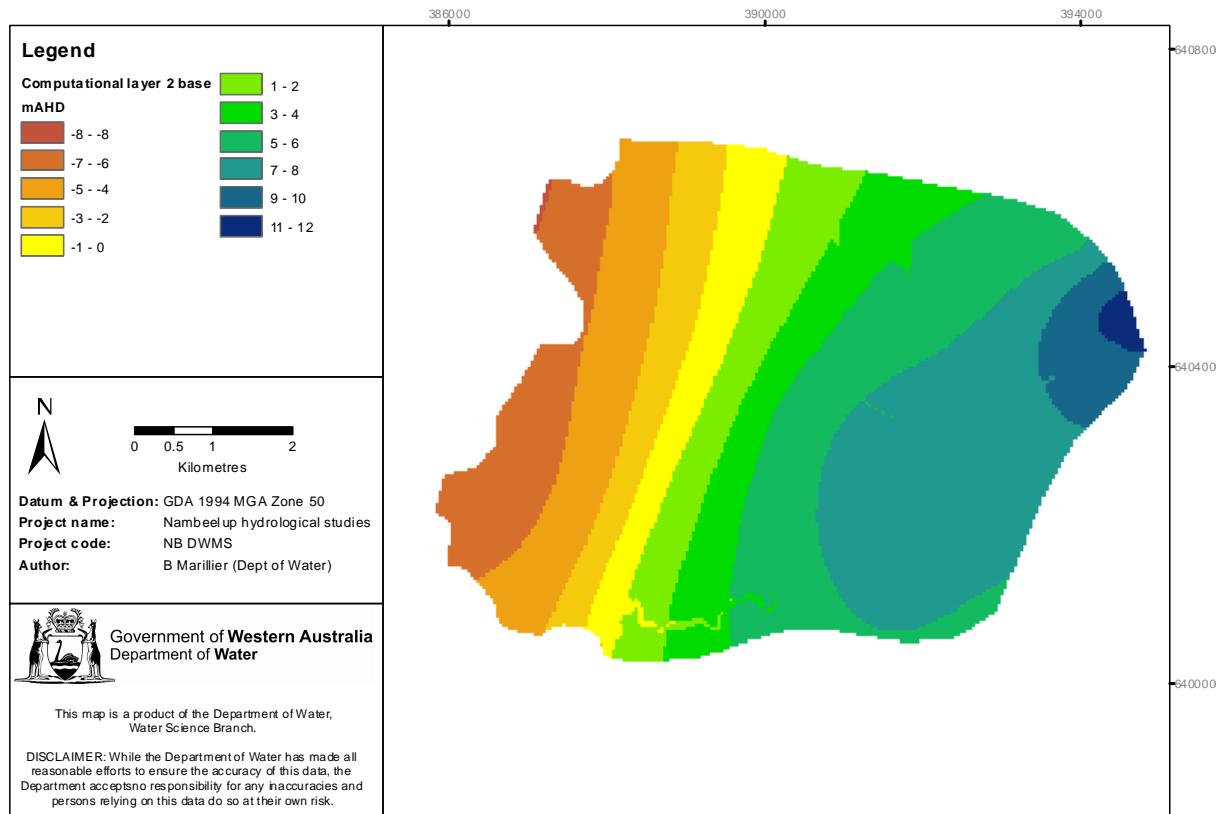 386000
390000
394000
640800
640400
640000
Legend
Computational layer 2 base
mAHD
-8 - -8
-7 - -6
-5 - -4
-3 - -2
-1 - 0
1 - 2
3 - 4
5 - 6
7 - 8
9 - 10
11 - 12
N
0 0.5 1 2
Kilometres
Datum & Projection: GDA 1994 MGA Zone 50
Project name: Nambeelup hydrological studies
Project code: NB DWMS
Author: B Marillier (Dept of Water)
Government of Western Australia
Department of Water
This map is a product of the Department of Water,
Water Science Branch.
DISCLAIMER: While the Department of Water has made all
reasonable efforts to ensure the accuracy of this data, the
Department acceptsno responsibility for any inaccuracies and
persons relying on this data do so at their own risk.